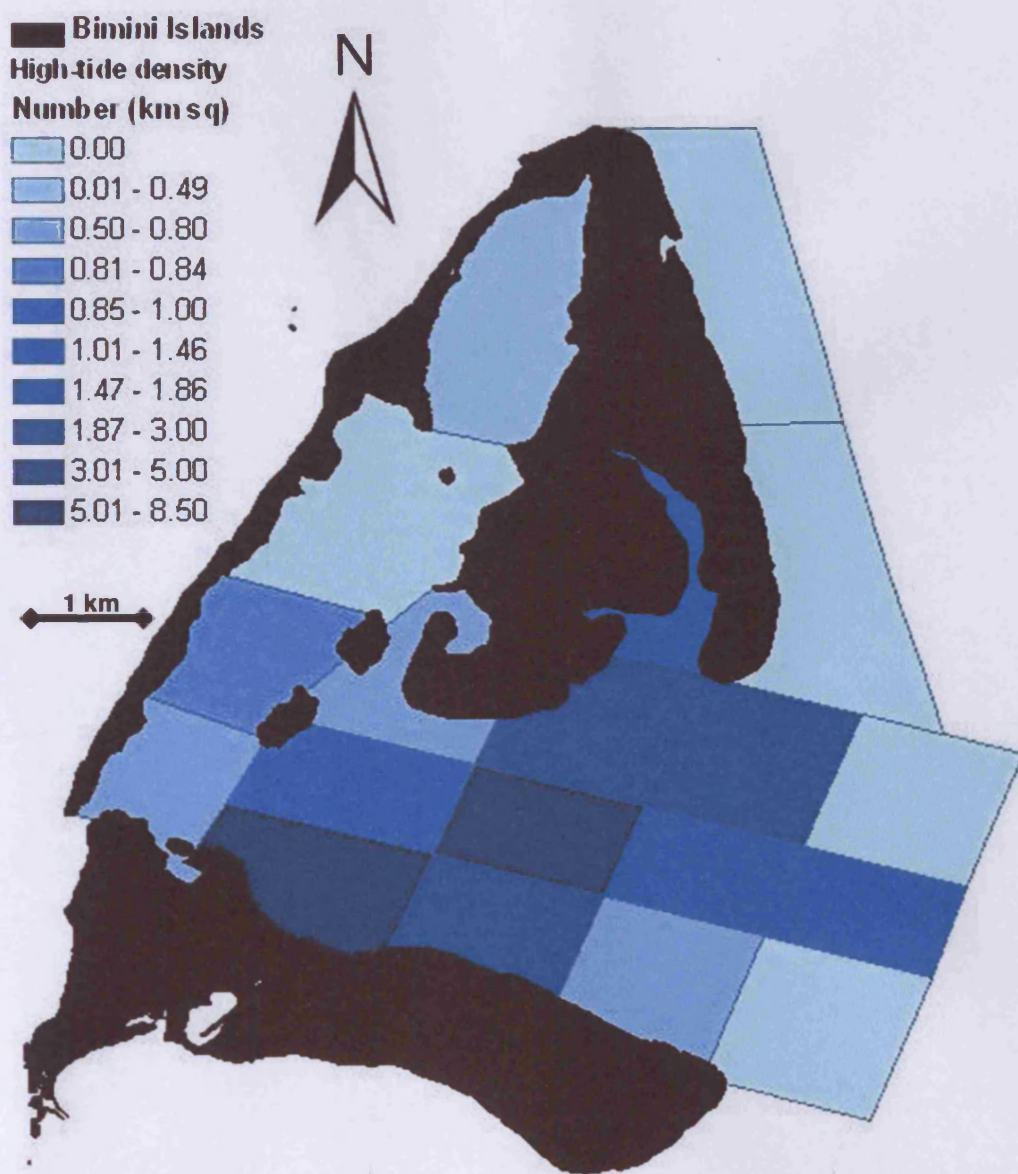 Bimini Islands
High-tide density
Number (km sq)
0.00
0.01 - 0.49
0.50 - 0.80
0.81 - 0.84
0.85 - 1.00
1.01 - 1.46
1.47 - 1.86
1.87 - 3.00
3.01 - 5.00
5.01 - 8.50
N
1 km